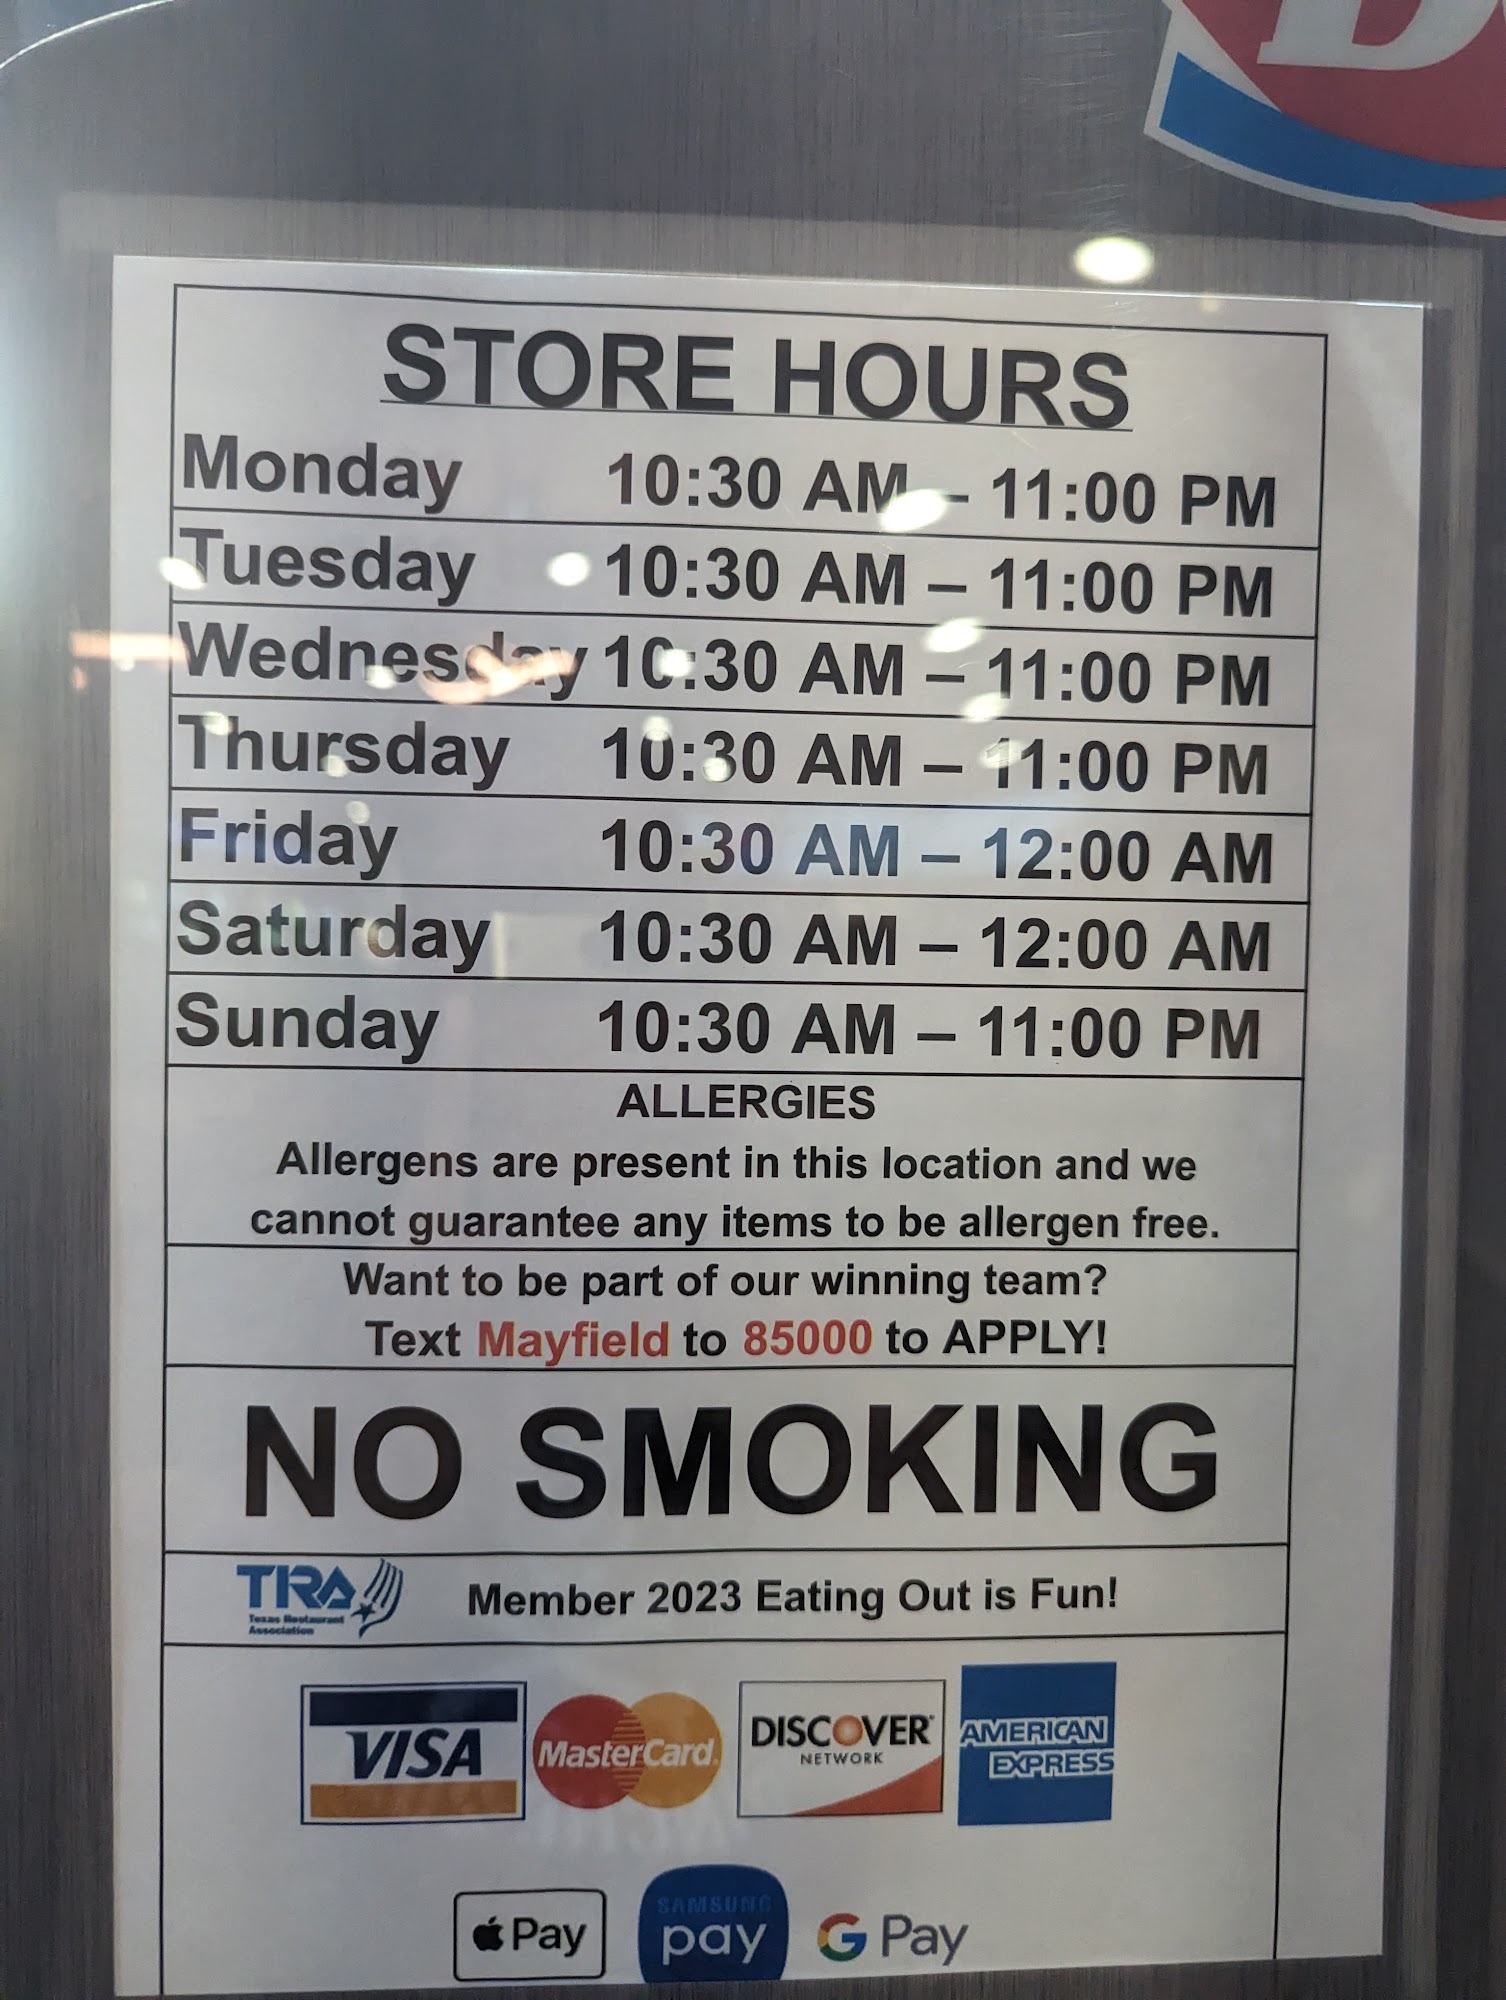 D
STORE HOURS
Monday 10:30 AM – 11:00 PM
Tuesday 10:30 AM – 11:00 PM
Wednesday 10:30 AM – 11:00 PM
Thursday 10:30 AM – 11:00 PM
Friday 10:30 AM – 12:00 AM
Saturday 10:30 AM – 12:00 AM
Sunday 10:30 AM – 11:00 PM
ALLERGIES
Allergens are present in this location and we
cannot guarantee any items to be allergen free.
Want to be part of our winning team?
Text Mayfield to 85000 to APPLY!
NO SMOKING
TRA
Texas Restaurant
Association
Member 2023 Eating Out is Fun!
VISA
MasterCard
DISCOVER
NETWORK
AMERICAN
EXPRESS
Pay
SAMSUNG
pay
G Pay